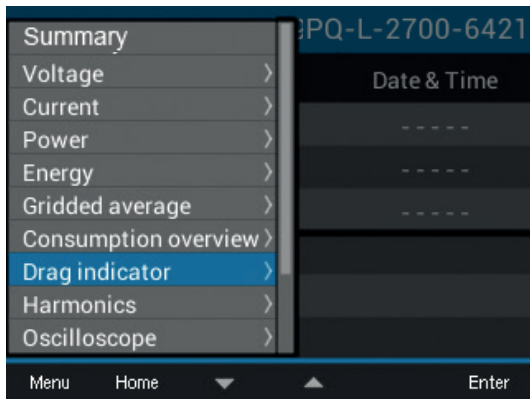 PQ-L-2700-6421
Summary
Voltage
Date & Time
Current
Power
- - - - -
Energy
- - - - -
Gridded average
- - - - -
Consumption overview
Drag indicator
Harmonics
Oscilloscope
Menu Home Enter